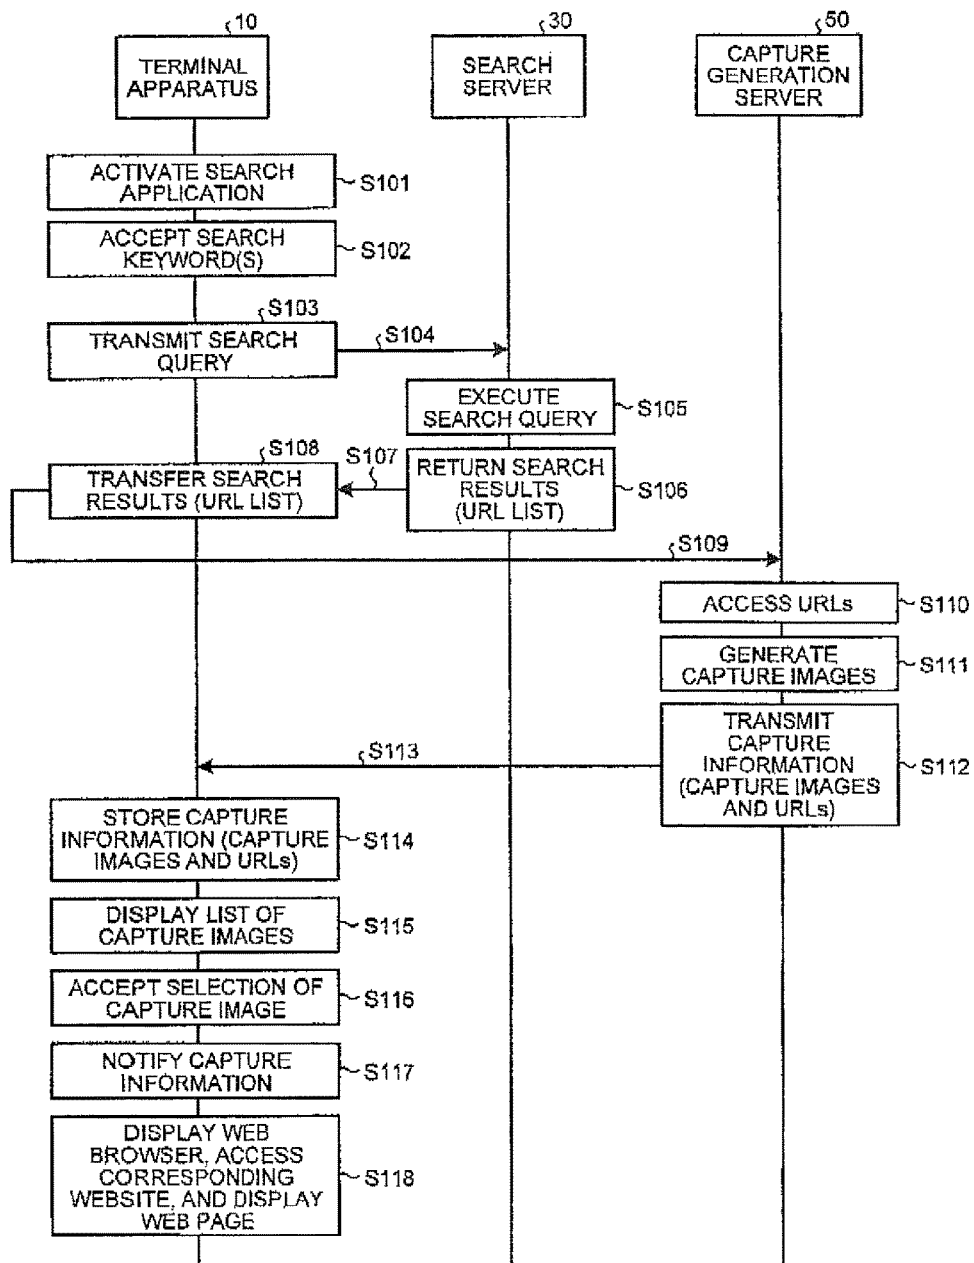 10
30
50
TERMINAL
APPARATUS
SEARCH
SERVER
CAPTURE
GENERATION
SERVER
ACTIVATE SEARCH
APPLICATION
S101
ACCEPT SEARCH
KEYWORD(S)
S102
S103
TRANSMIT SEARCH
QUERY
S104
EXECUTE
SEARCH QUERY
S105
S108
TRANSFER SEARCH
RESULTS (URL LIST)
S107
RETURN SEARCH
RESULTS
(URL LIST)
S106
S109
ACCESS URLs
S110
GENERATE
CAPTURE IMAGES
S111
TRANSMIT
CAPTURE
INFORMATION
(CAPTURE IMAGES
AND URLs)
S112
S113
STORE CAPTURE
INFORMATION (CAPTURE
IMAGES AND URLs)
S114
DISPLAY LIST OF
CAPTURE IMAGES
S115
ACCEPT SELECTION OF
CAPTURE IMAGE
S116
NOTIFY CAPTURE
INFORMATION
S117
DISPLAY WEB
BROWSER, ACCESS
CORRESPONDING
WEBSITE, AND DISPLAY
WEB PAGE
S118